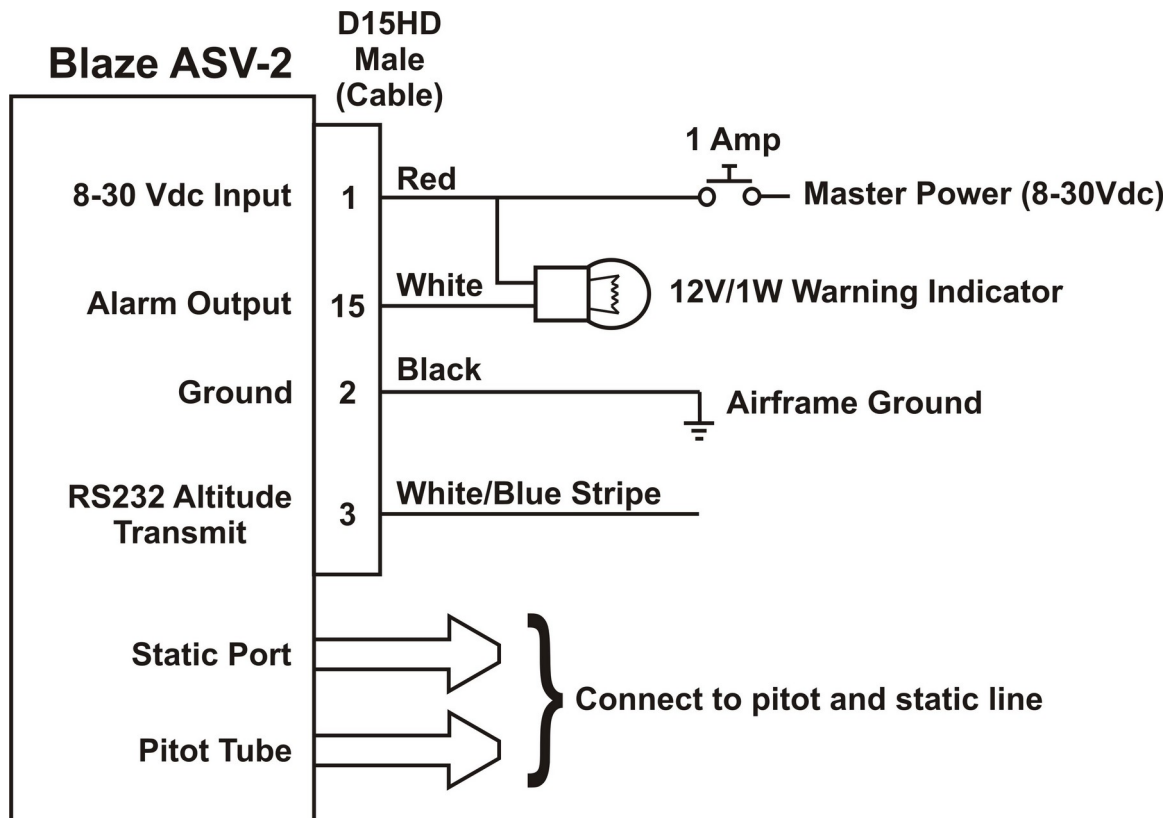 D15HD
Male
(Cable)
Blaze ASV-2
1 Amp
8-30 Vdc Input
1
Red
Master Power (8-30Vdc)
Alarm Output
15
White
12V/1W Warning Indicator
Ground
2
Black
Airframe Ground
RS232 Altitude
Transmit
3
White/Blue Stripe
Static Port
Connect to pitot and static line
Pitot Tube